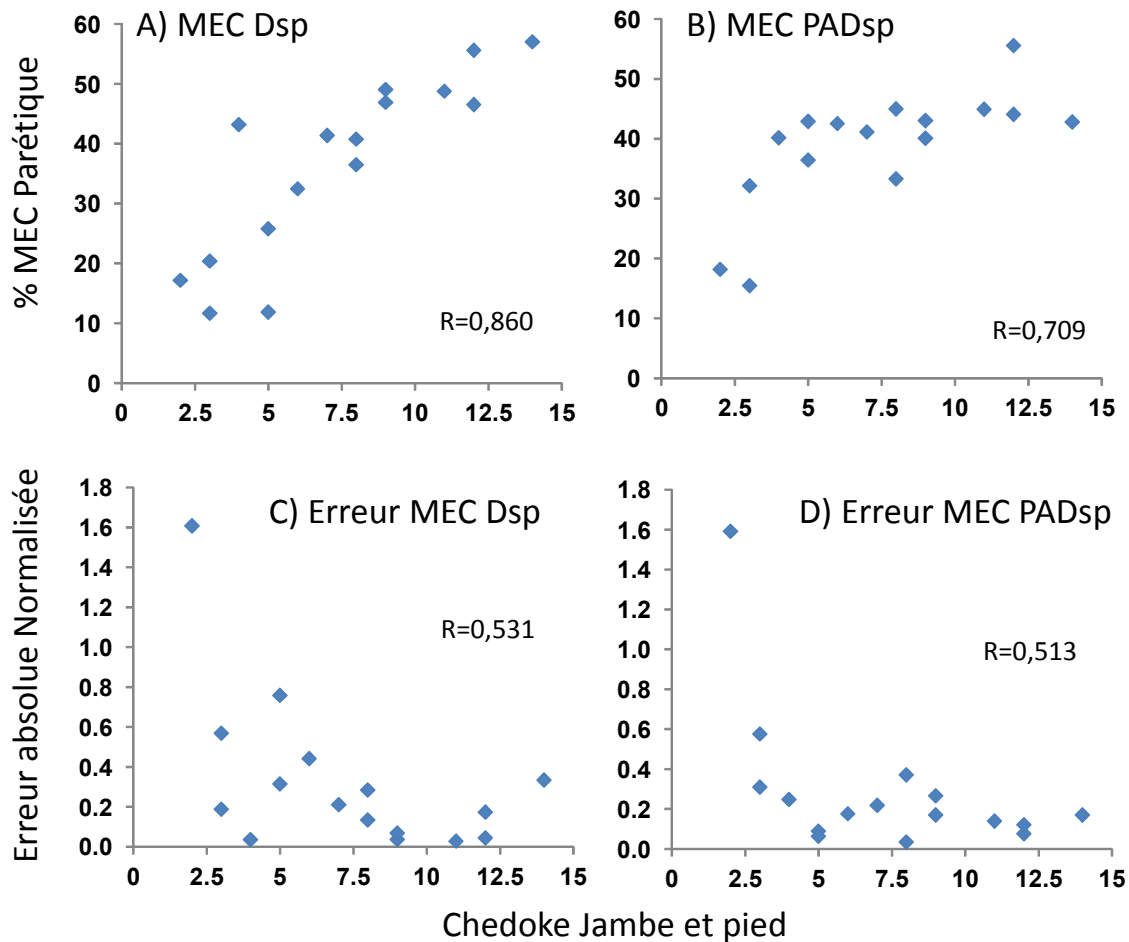 A) MEC Dsp
% MEC Parétique
60
50
40
30
20
10
0
R=0,860
0 2.5 5 7.5 10 12.5 15
B) MEC PADsp
60
50
40
30
20
10
0
R=0,709
0 2.5 5 7.5 10 12.5 15
C) Erreur MEC Dsp
Erreur absolue Normalisée
1.8
1.6
1.4
1.2
1.0
0.8
0.6
0.4
0.2
0.0
R=0,531
0 2.5 5 7.5 10 12.5 15
D) Erreur MEC PADsp
1.8
1.6
1.4
1.2
1.0
0.8
0.6
0.4
0.2
0.0
R=0,513
0 2.5 5 7.5 10 12.5 15
Chedoke Jambe et pied